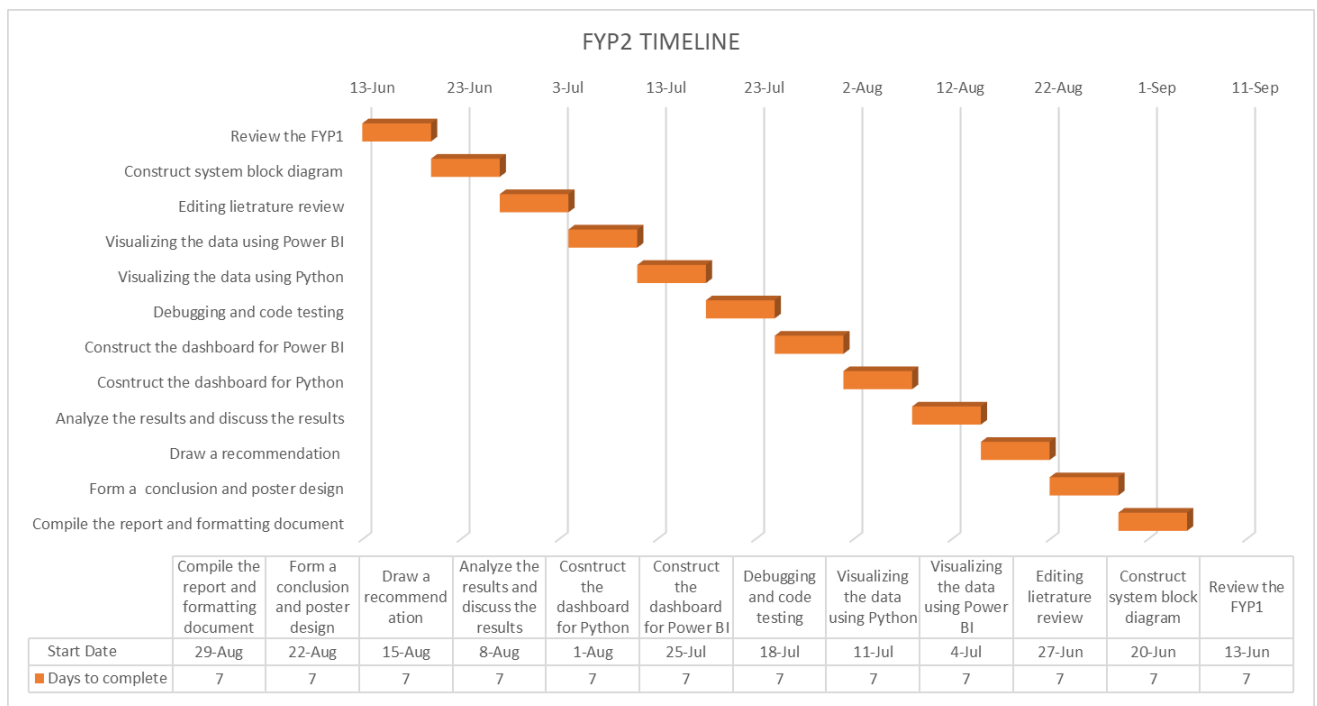 FYP2 TIMELINE
13-Jun 23-Jun 3-Jul 13-Jul 23-Jul 2-Aug 12-Aug 22-Aug 1-Sep 11-Sep
Review the FYP1
Construct system block diagram
Editing lietrature review
Visualizing the data using Power BI
Visualizing the data using Python
Debugging and code testing
Construct the dashboard for Power BI
Cosntruct the dashboard for Python
Analyze the results and discuss the results
Draw a recommendation
Form a conclusion and poster design
Compile the report and formatting document
Compile the
report and
formatting
document
Form a
conclusion
and poster
design
Draw a
recommend
ation
Analyze the
results and
discuss the
results
Cosntruct
the
dashboard
for Python
Construct
the
dashboard
for Power BI
Debugging
and code
testing
Visualizing
the data
using Python
Visualizing
the data
using Power
BI
Editing
lietrature
review
Construct
system block
diagram
Review the
FYP1
Start Date 29-Aug 22-Aug 15-Aug 8-Aug 1-Aug 25-Jul 18-Jul 11-Jul 4-Jul 27-Jun 20-Jun 13-Jun
Days to complete 7 7 7 7 7 7 7 7 7 7 7 7